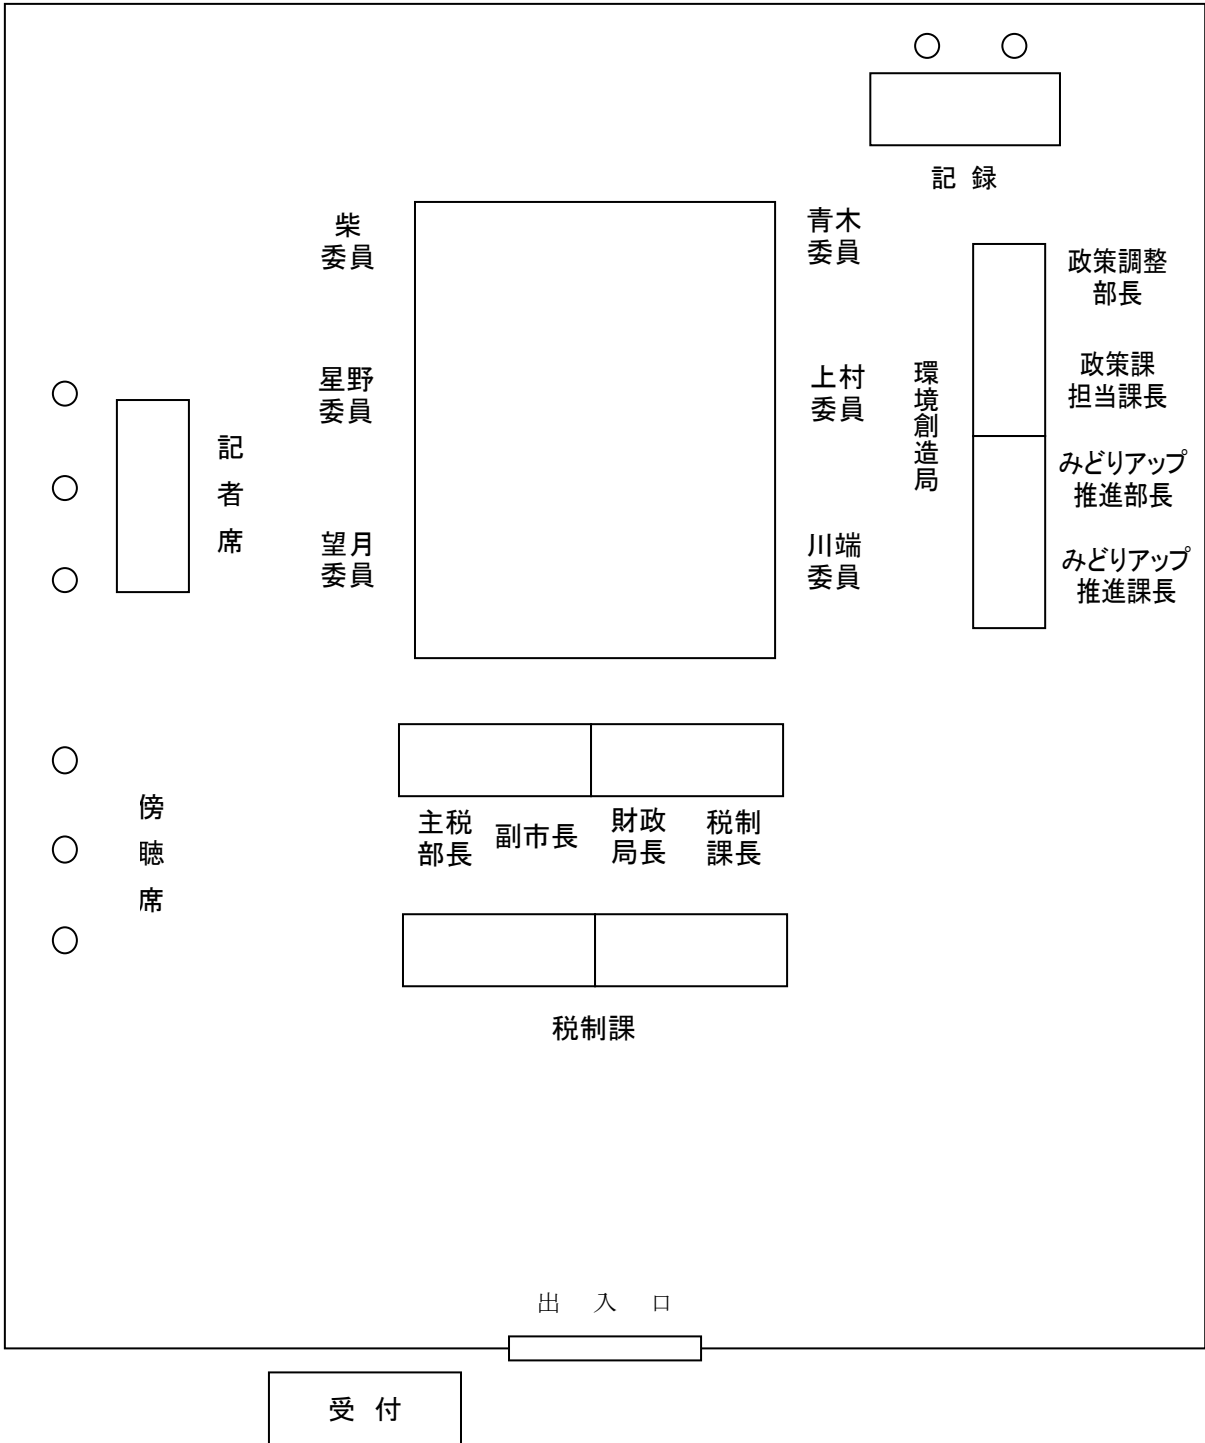 記 録
柴
委員
青木
委員
政策調整
部長
星野
委員
上村
委員
環境創造局
政策課
担当課長
記者席
みどりアップ
推進部長
望月
委員
川端
委員
みどりアップ
推進課長
傍聴席
主税
部長
副市長
財政
局長
税制
課長
税制課
出 入 口
受 付